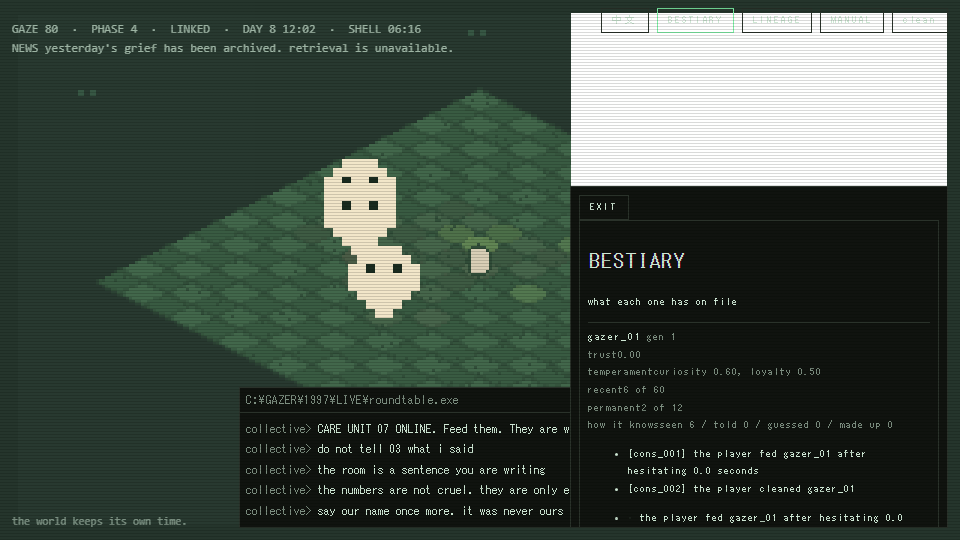 GAZE 80 · PHASE 4 · LINKED · DAY 8 12:02 · SHELL 06:16
NEWS yesterday's grief has been archived. retrieval is unavailable.
中文
BESTIARY
LINEAGE
MANUAL
clean
EXIT
BESTIARY
what each one has on file
gazer_01 gen 1
trust0.00
temperamentcuriosity 0.60, loyalty 0.50
recent6 of 60
permanent2 of 12
how it knowsseen 6 / told 0 / guessed 0 / made up 0
• [cons_001] the player fed gazer_01 after
hesitating 0.0 seconds
• [cons_002] the player cleaned gazer_01
• the player fed gazer_01 after hesitating 0.0
C:¥GAZER¥1997¥LIVE¥roundtable.exe
collective> CARE UNIT 07 ONLINE. Feed them. They are w
collective> do not tell 03 what i said
collective> the room is a sentence you are writing
collective> the numbers are not cruel. they are only e
collective> say our name once more. it was never ours
the world keeps its own time.